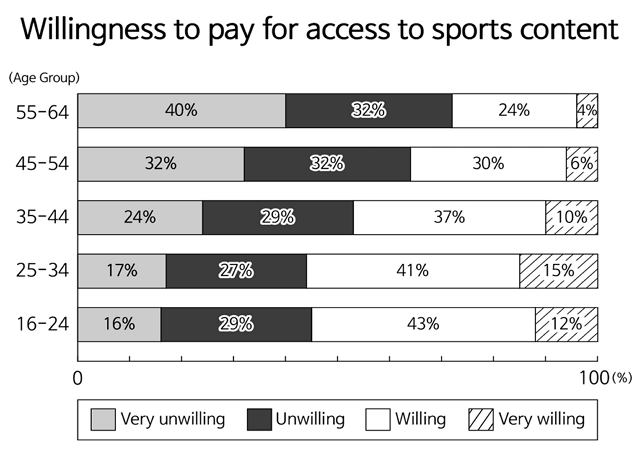 Willingness to pay for access to sports content
(Age Group)
55-64 40% 32% 24% 4%
45-54 32% 32% 30% 6%
35-44 24% 29% 37% 10%
25-34 17% 27% 41% 15%
16-24 16% 29% 43% 12%
0 100(%)
Very unwilling Unwilling Willing Very willing